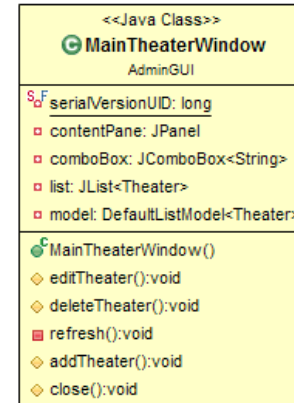 <<Java Class>>
C MainTheaterWindow
AdminGUI
S F serialVersionUID: long
contentPane: JPanel
comboBox: JComboBox<String>
list: JList<Theater>
model: DefaultListModel<Theater>
C MainTheaterWindow()
editTheater():void
deleteTheater():void
refresh():void
addTheater():void
close():void